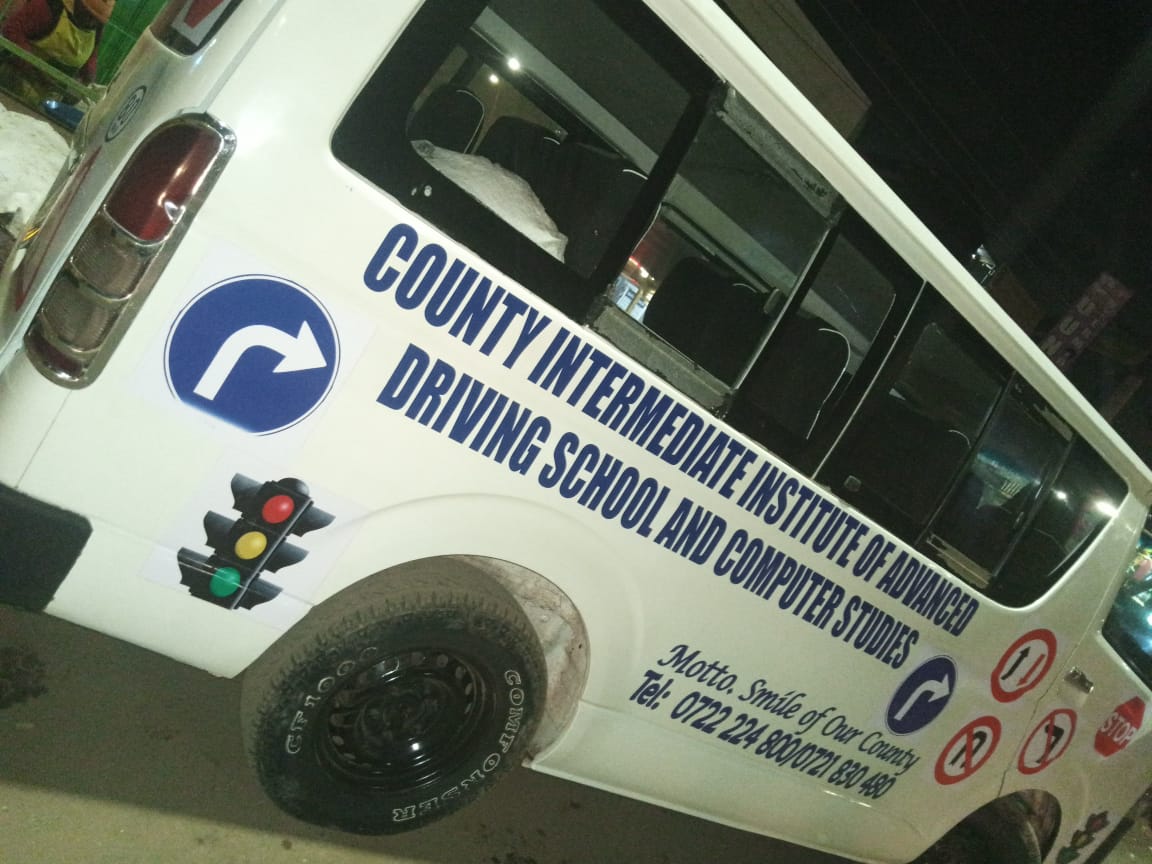 COUNTY INTERMEDIATE INSTITUTE OF ADVANCED
DRIVING SCHOOL AND COMPUTER STUDIES
Motto. Smile of Our County
Tel: 0722 224 800/0721 830 480
STOP
COMFORSER